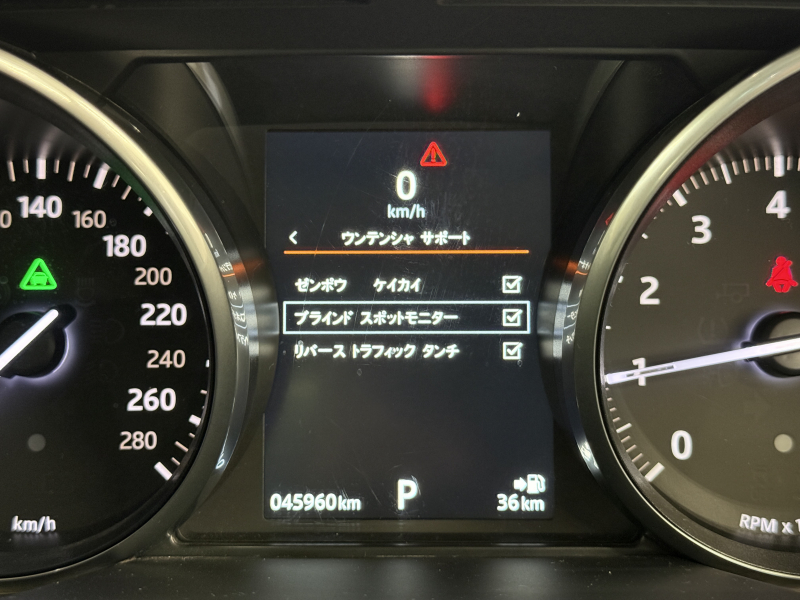 0
km/h
ウンテンシャ サポート
ゼンポウ ケイカイ
ブラインド スポットモニター
リバース トラフィック タンチ
045960km
P
36km
140
160
180
200
220
240
260
280
km/h
4
3
2
1
0
RPM x1